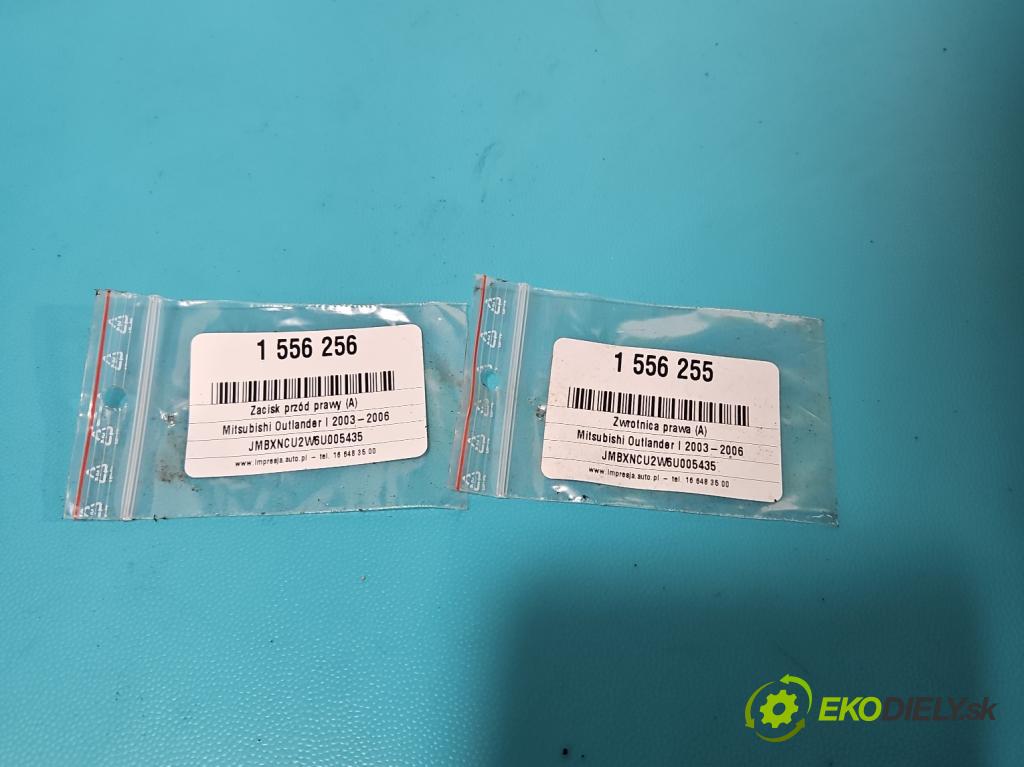 1 556 256
Zacisk przód prawy (A)
Mitsubishi Outlander I 2003-2006
JMBXNCU2W6U005435
www.impresja.auto.pl - tel. 16 648 35 00
1 556 255
Zwrotnica prawa (A)
Mitsubishi Outlander I 2003-2006
JMBXNCU2W6U005435
www.impresja.auto.pl - tel. 16 648 35 00
EKODIELY.sk